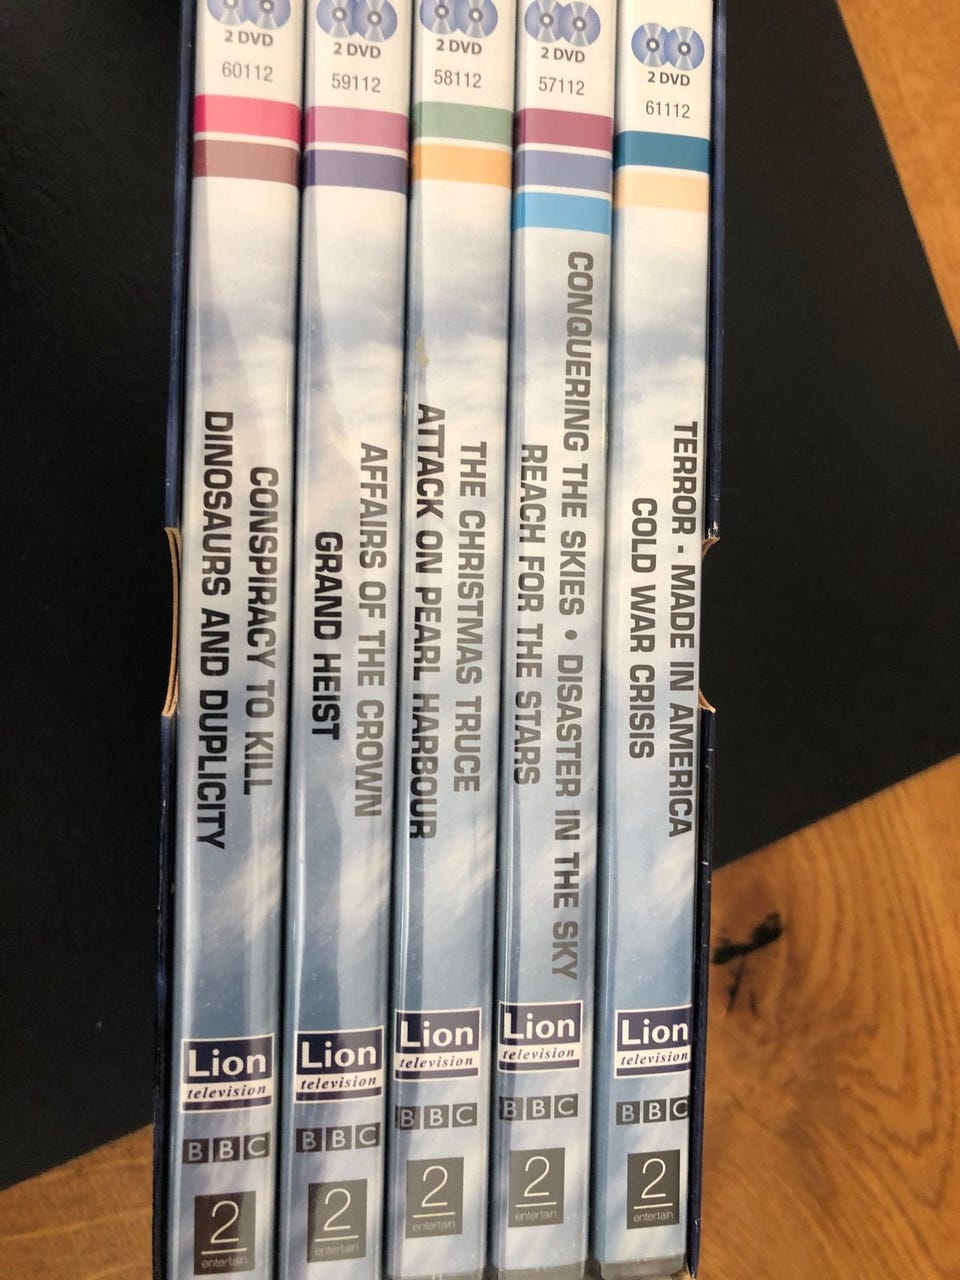 2 DVD
60112
CONSPIRACY TO KILL
DINOSAURS AND DUPLICITY
Lion
television
BBC
2
entertain
2 DVD
59112
AFFAIRS OF THE CROWN
GRAND HEIST
Lion
television
BBC
2
entertain
2 DVD
58112
THE CHRISTMAS TRUCE
ATTACK ON PEARL HARBOUR
Lion
television
BBC
2
entertain
2 DVD
57112
CONQUERING THE SKIES • DISASTER IN THE SKY
REACH FOR THE STARS
Lion
television
BBC
2
entertain
2 DVD
61112
TERROR - MADE IN AMERICA
COLD WAR CRISIS
Lion
television
BBC
2
entertain